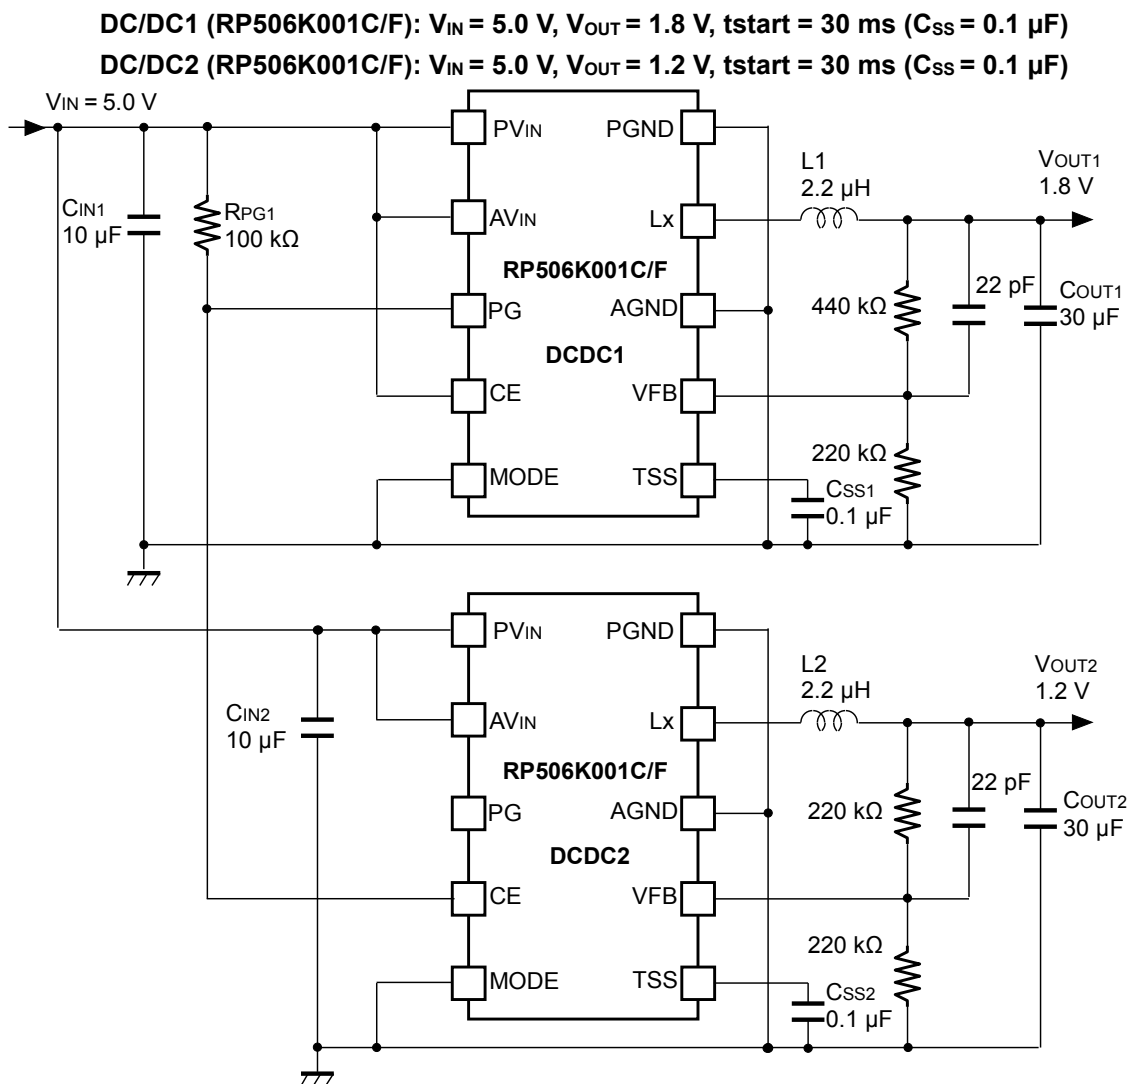 DC/DC1 (RP506K001C/F): VIN = 5.0 V, VOUT = 1.8 V, tstart = 30 ms (CSS = 0.1 µF)
DC/DC2 (RP506K001C/F): VIN = 5.0 V, VOUT = 1.2 V, tstart = 30 ms (CSS = 0.1 µF)
VIN = 5.0 V
PVIN
PGND
L1
2.2 µH
VOUT1
1.8 V
CIN1
10 µF
RPG1
100 kΩ
AVIN
Lx
RP506K001C/F
22 pF
COUT1
30 µF
PG
AGND
440 kΩ
DCDC1
CE
VFB
220 kΩ
MODE
TSS
CSS1
0.1 µF
PVIN
PGND
L2
2.2 µH
VOUT2
1.2 V
CIN2
10 µF
AVIN
Lx
RP506K001C/F
22 pF
COUT2
30 µF
PG
AGND
220 kΩ
DCDC2
CE
VFB
220 kΩ
MODE
TSS
CSS2
0.1 µF